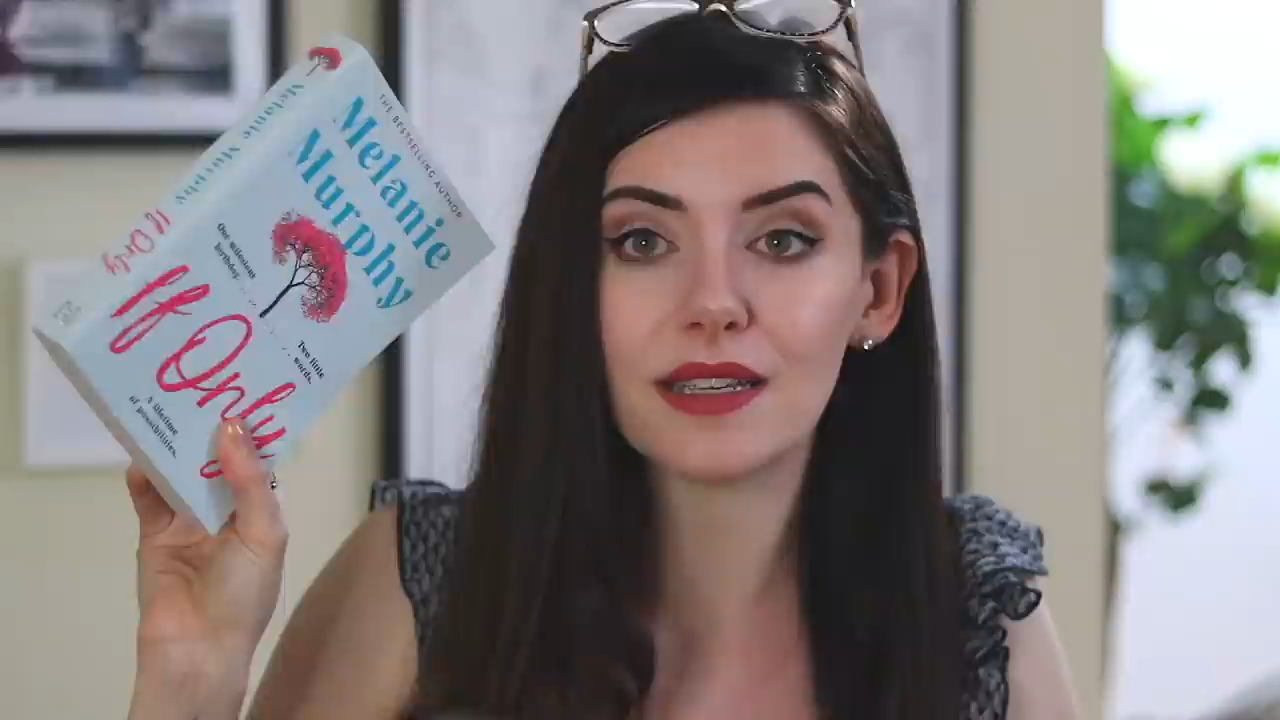 THE BESTSELLING AUTHOR
Melanie
Murphy
One milestone
birthday . . .
. . . Two little
words.
If Only
A lifetime
of possibilities.
Melanie Murphy
If Only